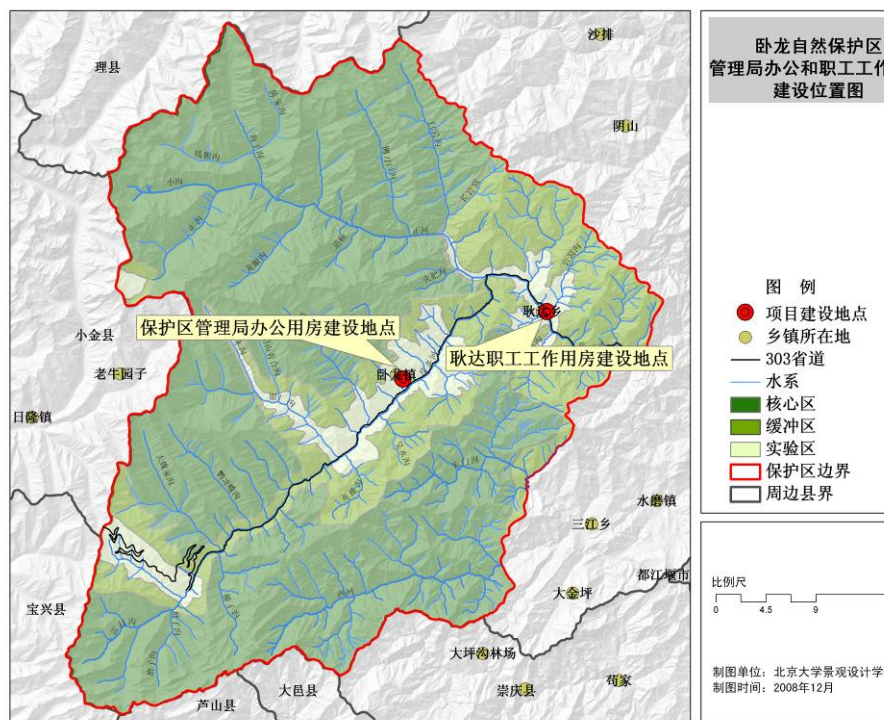 卧龙自然保护区
管理局办公和职工工作
建设位置图
沙排
理县
阴山
小沟
正河
保护区管理局办公用房建设地点
耿达乡
耿达职工工作用房建设地点
卧龙镇
小金县
老牛园子
日隆镇
水磨镇
三江乡
都江堰市
大金坪
宝兴县
西河
大坪沟林场
芦山县
大邑县
崇庆县
苟家
图 例
项目建设地点
乡镇所在地
303省道
水系
核心区
缓冲区
实验区
保护区边界
周边县界
比例尺
0 4.5 9
制图单位：北京大学景观设计学
制图时间：2008年12月